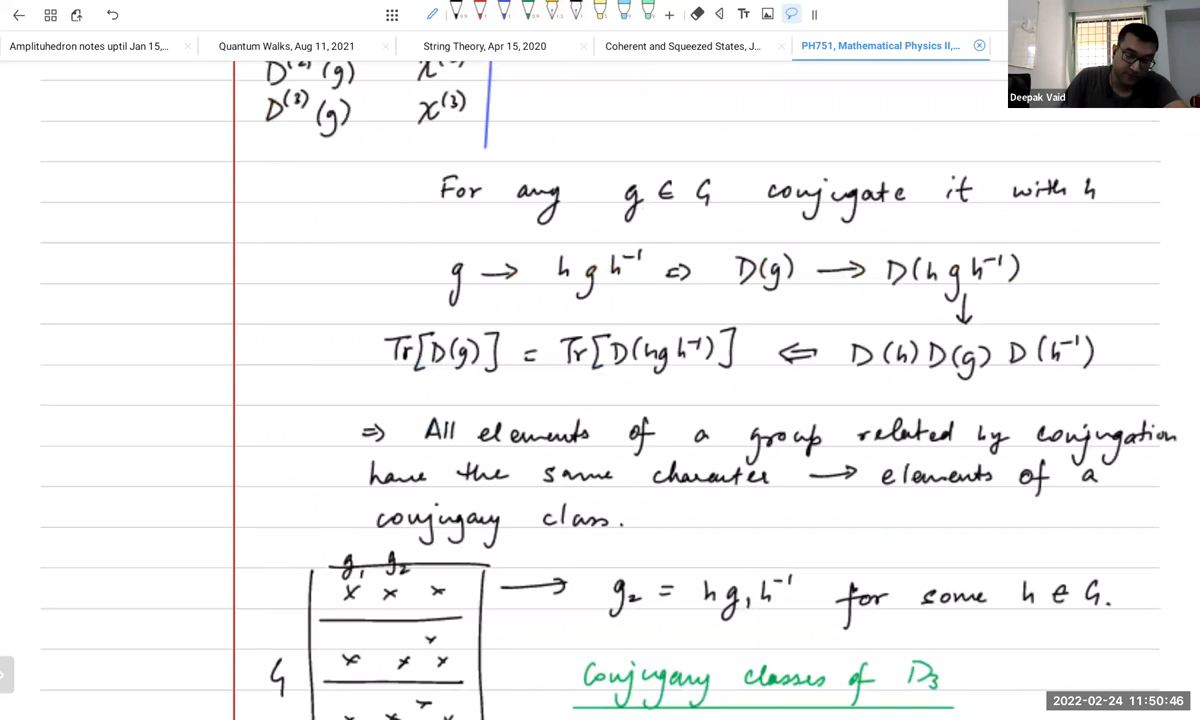 Amplituhedron notes uptil Jan 15,...
Quantum Walks, Aug 11, 2021
String Theory, Apr 15, 2020
Coherent and Squeezed States, J...
PH751, Mathematical Physics II,...
Deepak Vaid
D⁽²⁾(g)
D⁽³⁾(g) χ⁽³⁾
For any g ∈ G conjugate it with h
g → h g h⁻¹ ⇒ D(g) → D(h g h⁻¹)
↓
Tr[D(g)] = Tr[D(hgh⁻¹)] ⇐ D(h) D(g) D(h⁻¹)
⇒ All elements of a group related by conjugation
have the same character → elements of a
conjugacy class.
g₁ g₂
x x x → g₂ = hg₁h⁻¹ for some h ∈ G.
x
G x x x
Conjugacy classes of D₃
2022-02-24 11:50:46